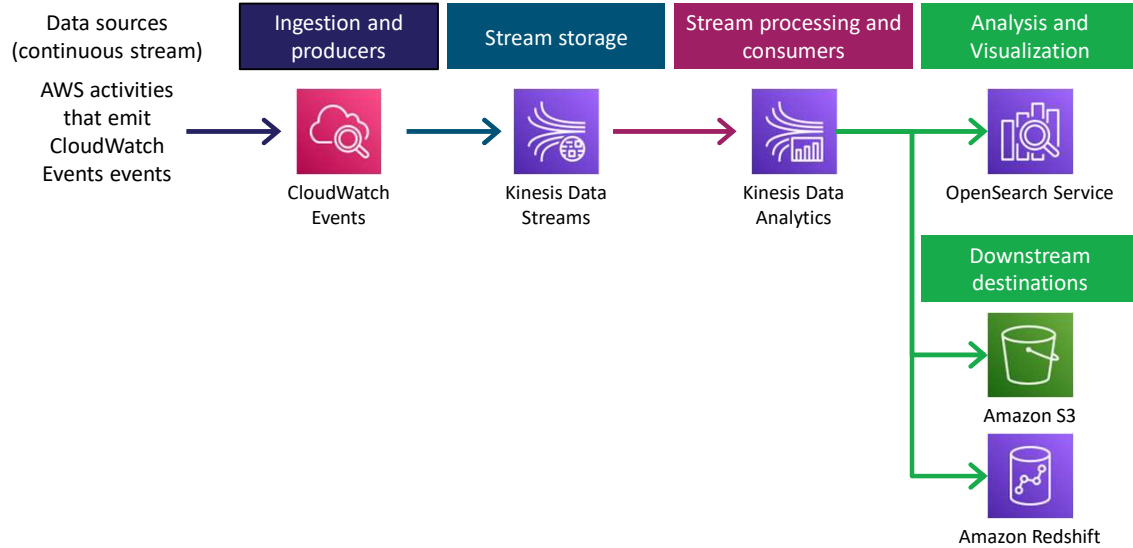 Data sources
(continuous stream)
Ingestion and
producers
Stream storage
Stream processing and
consumers
Analysis and
Visualization
AWS activities
that emit
CloudWatch
Events events
CloudWatch
Events
Kinesis Data
Streams
Kinesis Data
Analytics
OpenSearch Service
Downstream
destinations
Amazon S3
Amazon Redshift